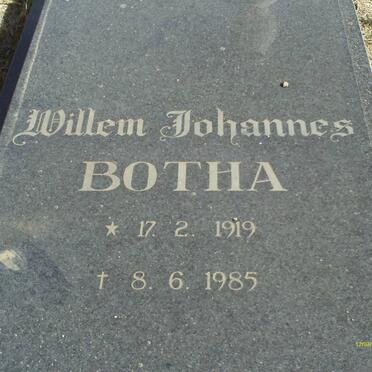 Willem Johannes
BOTHA
★ 17. 2. 1919
† 8. 6. 1985